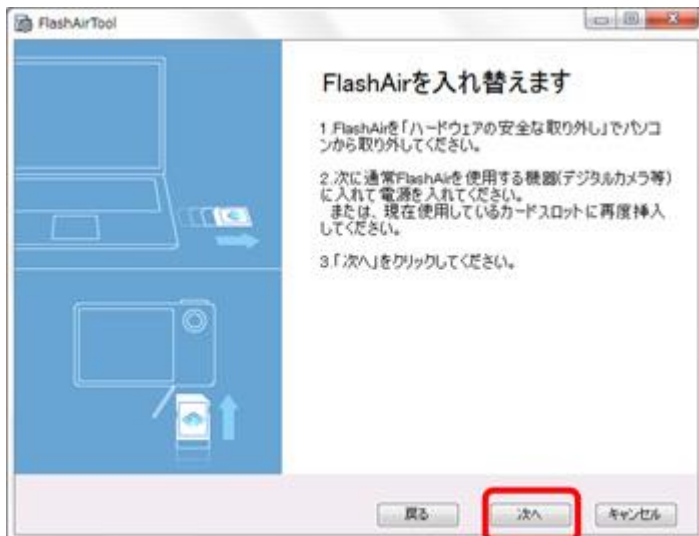 FlashAirTool
FlashAirを入れ替えます
1.FlashAirを「ハードウェアの安全な取り外し」でパソコ
ンから取り外してください。
2.次に通常FlashAirを使用する機器(デジタルカメラ等)
に入れて電源を入れてください。
または、現在使用しているカードスロットに再度挿入
してください。
3.「次へ」をクリックしてください。
戻る
次へ
キャンセル